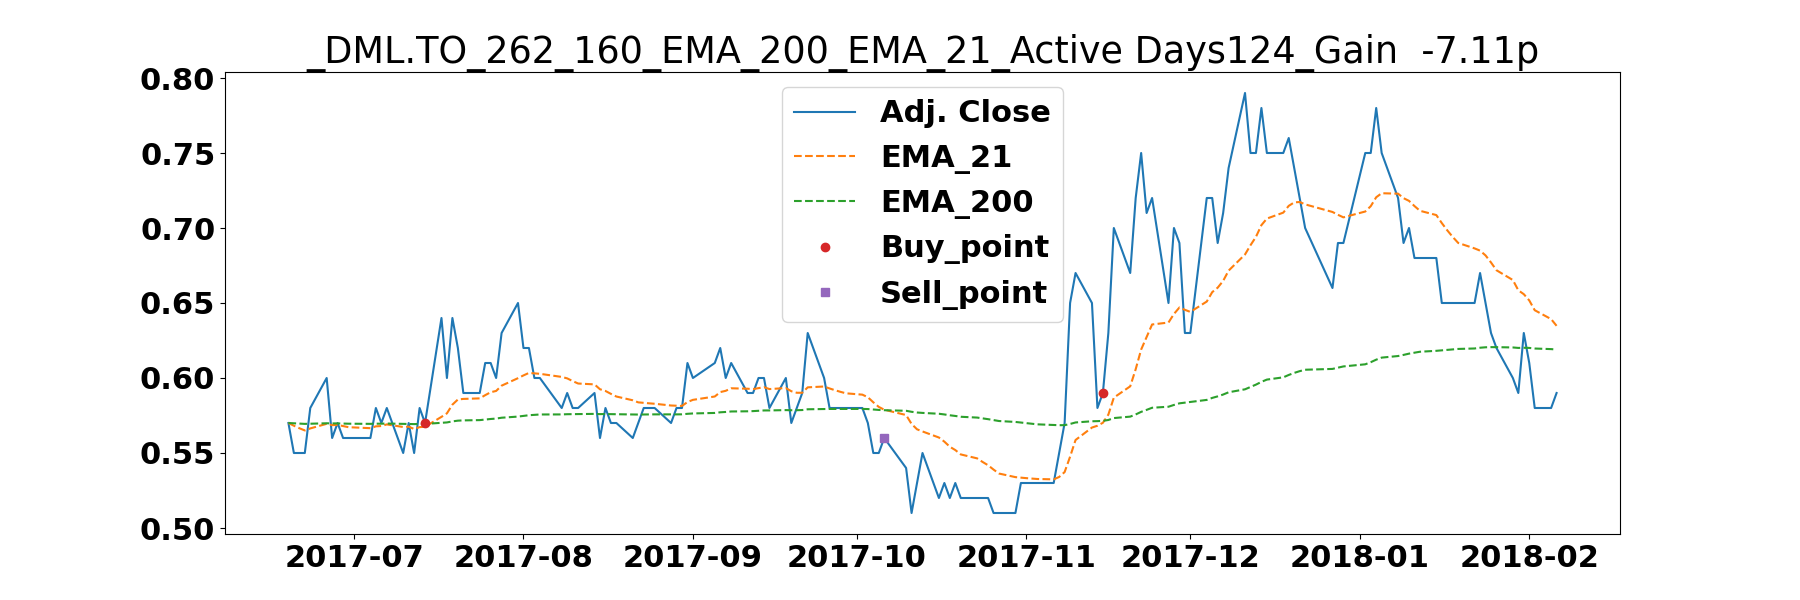 _DML.TO_262_160_EMA_200_EMA_21_Active Days124_Gain  -7.11p
0.80
0.75
0.70
0.65
0.60
0.55
0.50
Adj. Close
EMA_21
EMA_200
Buy_point
Sell_point
2017-07 2017-08 2017-09 2017-10 2017-11 2017-12 2018-01 2018-02